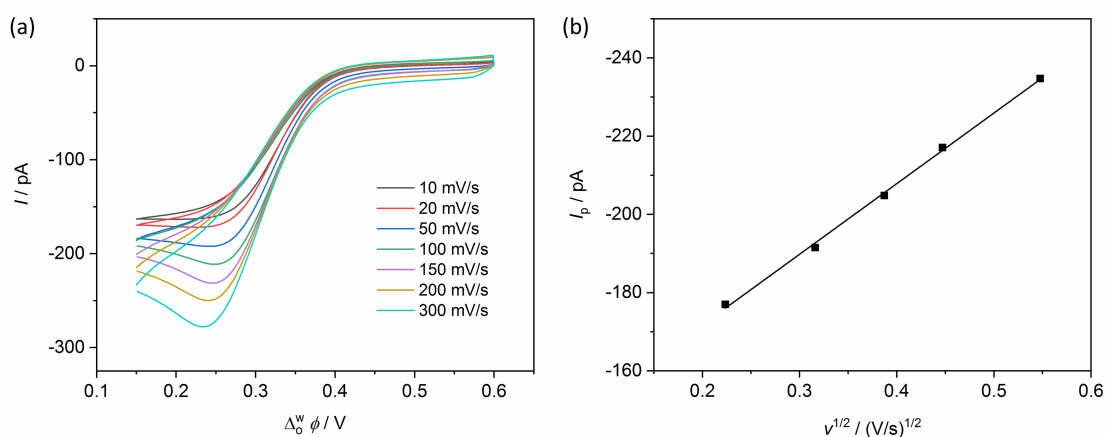 (a)
I / pA
0
-100
-200
-300
0.1
0.2
0.3
0.4
0.5
0.6
Δ_o^w ϕ / V
10 mV/s
20 mV/s
50 mV/s
100 mV/s
150 mV/s
200 mV/s
300 mV/s
(b)
I_p / pA
-240
-220
-200
-180
-160
0.2
0.3
0.4
0.5
0.6
v^1/2 / (V/s)^1/2